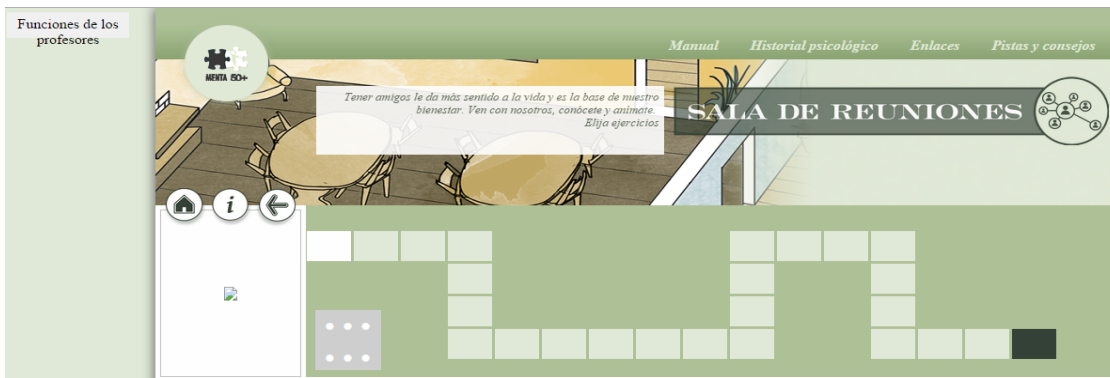 Funciones de los
profesores
MENTA 50+
Manual Historial psicológico Enlaces Pistas y consejos
Tener amigos le da más sentido a la vida y es la base de nuestro
bienestar. Ven con nosotros, conócete y anímate.
Elija ejercicios
SALA DE REUNIONES
i